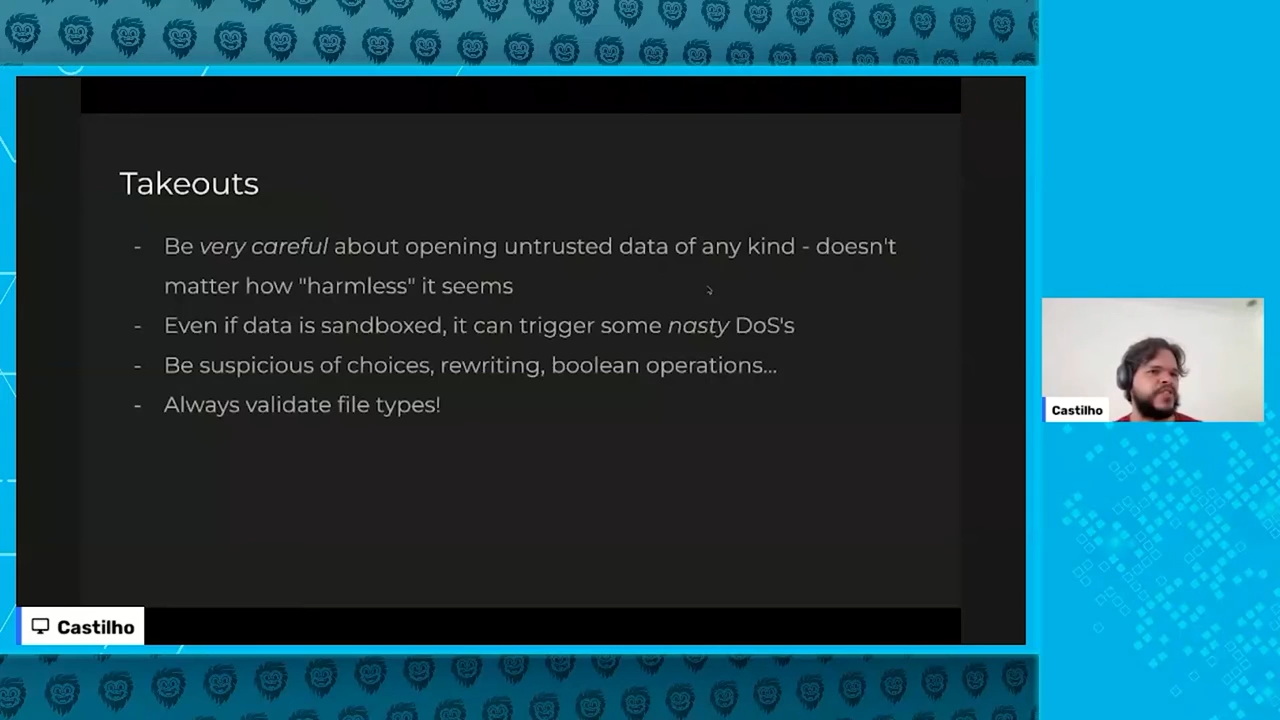 Takeouts
- Be very careful about opening untrusted data of any kind - doesn't
matter how "harmless" it seems
- Even if data is sandboxed, it can trigger some nasty DoS's
- Be suspicious of choices, rewriting, boolean operations...
- Always validate file types!
Castilho
Castilho